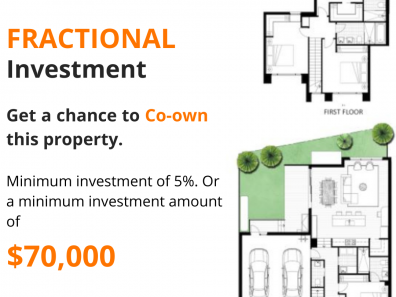 FRACTIONAL
Investment
Get a chance to Co-own
this property.
Minimum investment of 5%. Or
a minimum investment amount
of
$70,000
FIRST FLOOR